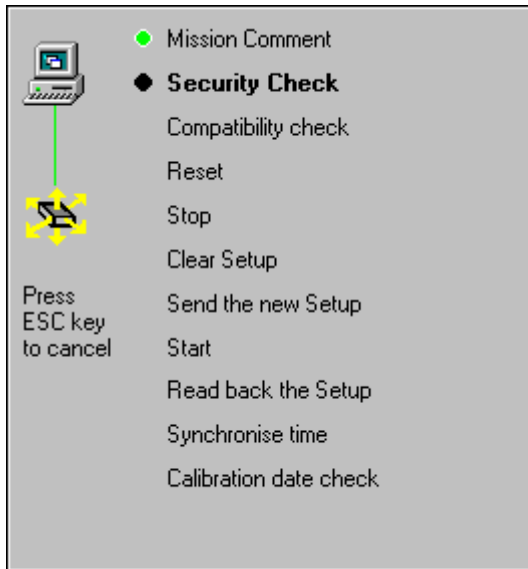 Mission Comment
Security Check
Compatibility check
Reset
Stop
Clear Setup
Send the new Setup
Start
Read back the Setup
Synchronise time
Calibration date check
Press
ESC key
to cancel